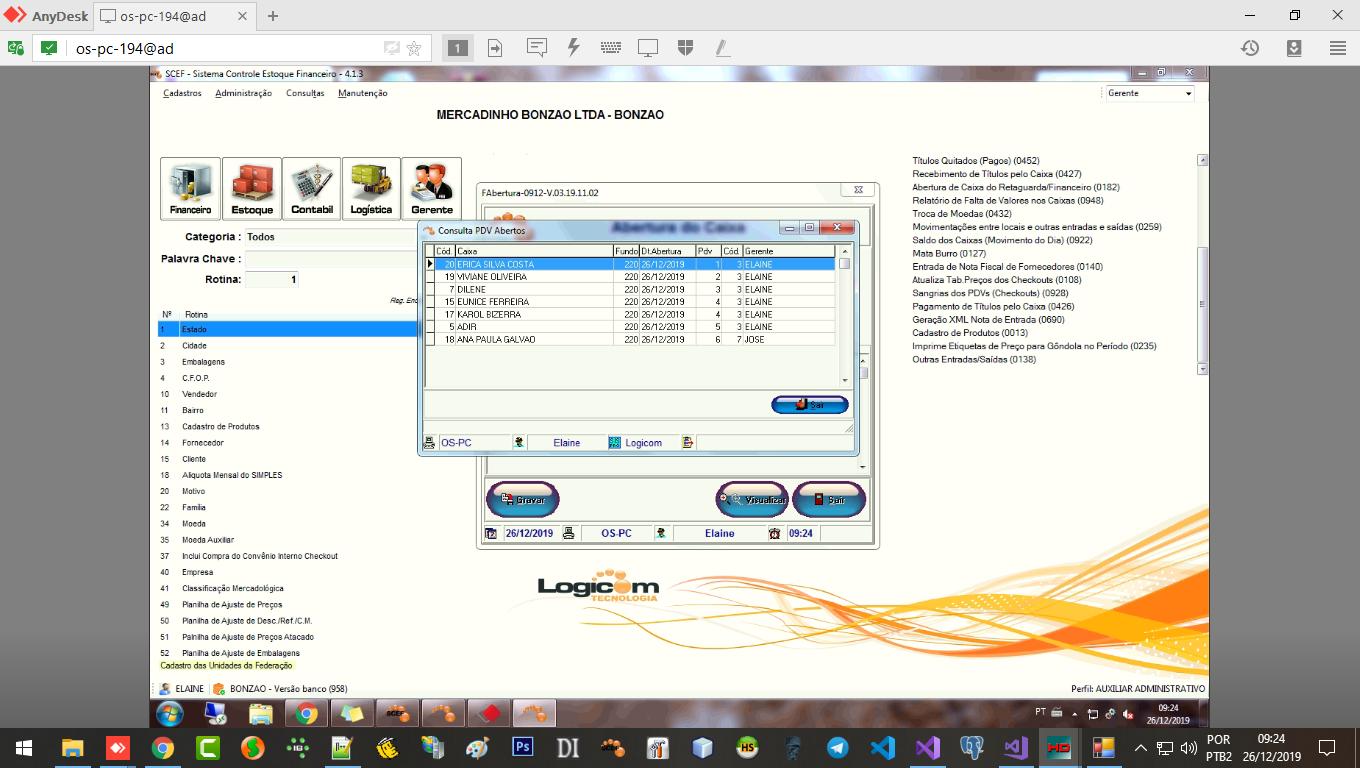 AnyDesk
os-pc-194@ad
os-pc-194@ad
1
SCEF - Sistema Controle Estoque Financeiro - 4.1.3
Cadastros Administração Consultas Manutenção
Gerente
MERCADINHO BONZAO LTDA - BONZAO
Financeiro
Estoque
Contabil
Logística
Gerente
Categoria : Todos
Palavra Chave :
Rotina: 1
Nº Rotina
1 Estado
2 Cidade
3 Embalagens
4 C.F.O.P.
10 Vendedor
11 Bairro
13 Cadastro de Produtos
14 Fornecedor
15 Cliente
18 Aliquota Mensal do SIMPLES
20 Motivo
22 Família
34 Moeda
35 Moeda Auxiliar
37 Inclui Compra do Convênio Interno Checkout
40 Empresa
41 Classificação Mercadológica
49 Planilha de Ajuste de Preços
50 Planilha de Ajuste de Desc./Ref./C.M.
51 Palnilha de Ajuste de Preços Atacado
52 Planilha de Ajuste de Embalagens
Cadastro das Unidades da Federação
FAbertura-0912-V.03.19.11.02
Abertura do Caixa
Consulta PDV Abertos
Cód. Caixa Fundo Dt.Abertura Pdv Cód. Gerente
20 ERICA SILVA COSTA 220 26/12/2019 1 3 ELAINE
19 VIVIANE OLIVEIRA 220 26/12/2019 2 3 ELAINE
7 DILENE 220 26/12/2019 3 3 ELAINE
15 EUNICE FERREIRA 220 26/12/2019 4 3 ELAINE
17 KAROL BIZERRA 220 26/12/2019 4 3 ELAINE
5 ADIR 220 26/12/2019 5 3 ELAINE
18 ANA PAULA GALVAO 220 26/12/2019 6 7 JOSE
Sair
OS-PC Elaine Logicom
Gravar
Visualizar
Sair
26/12/2019 OS-PC Elaine 09:24
Logicom
TECNOLOGIA
Títulos Quitados (Pagos) (0452)
Recebimento de Títulos pelo Caixa (0427)
Abertura de Caixa do Retaguarda/Financeiro (0182)
Relatório de Falta de Valores nos Caixas (0948)
Troca de Moedas (0432)
Movimentações entre locais e outras entradas e saídas (0259)
Saldo dos Caixas (Movimento do Dia) (0922)
Mata Burro (0127)
Entrada de Nota Fiscal de Fornecedores (0140)
Atualiza Tab.Preços dos Checkouts (0108)
Sangrias dos PDVs (Checkouts) (0928)
Pagamento de Títulos pelo Caixa (0426)
Geração XML Nota de Entrada (0690)
Cadastro de Produtos (0013)
Imprime Etiquetas de Preço para Gôndola no Período (0235)
Outras Entradas/Saídas (0138)
ELAINE BONZAO - Versão banco (958)
Perfil: AUXILIAR ADMINISTRATIVO
SCEF
PT
09:24
26/12/2019
IG
Ps
DI
HS
HD
POR
PTB2
09:24
26/12/2019